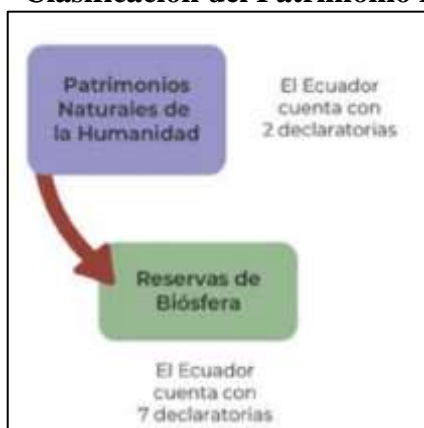 Clasificación del Patrimonio
Patrimonios
Naturales de
la Humanidad
El Ecuador
cuenta con
2 declaratorias
Reservas de
Biósfera
El Ecuador
cuenta con
7 declaratorias